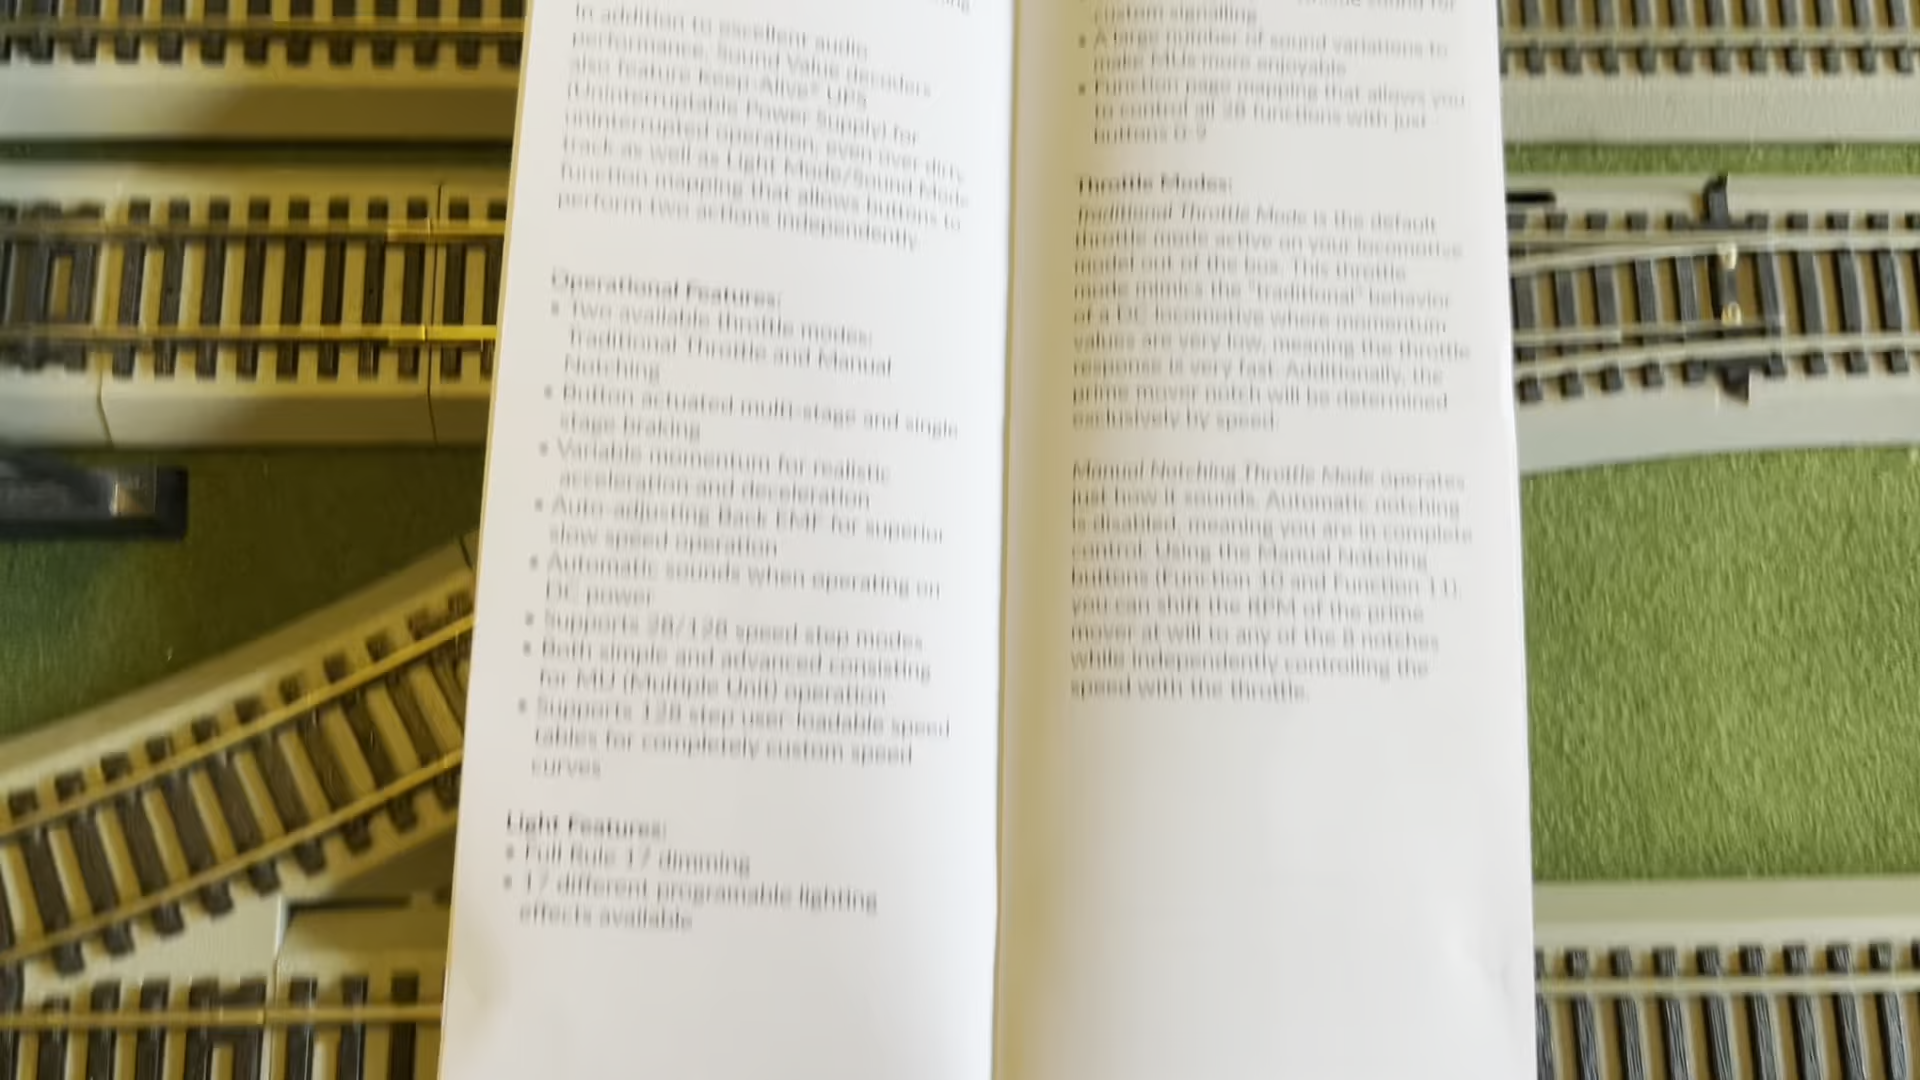 In addition to excellent audio
performance, Sound Value decoders
also feature Keep-Alive® UPS
(Uninterruptable Power Supply) for
uninterrupted operation, even over dirty
track as well as Light Mode/Sound Mode
function mapping that allows buttons to
perform two actions independently.
Operational Features:
• Two available throttle modes:
Traditional Throttle and Manual
Notching
• Button actuated multi-stage and single
stage braking
• Variable momentum for realistic
acceleration and deceleration
• Auto-adjusting Back EMF for superior
slow speed operation
• Automatic sounds when operating on
DC power
• Supports 28/128 speed step modes
• Both simple and advanced consisting
for MU (Multiple Unit) operation
• Supports 128 step user-loadable speed
tables for completely custom speed
curves
Light Features:
• Full Rule 17 dimming
• 17 different programable lighting
effects available
sound for
custom signalling
• A large number of sound variations to
make MUs more enjoyable
• Function page mapping that allows you
to control all 28 functions with just
buttons 0-9
Throttle Modes:
Traditional Throttle Mode is the default
throttle mode active on your locomotive
model out of the box. This throttle
mode mimics the "traditional" behavior
of a DC locomotive where momentum
values are very low, meaning the throttle
response is very fast. Additionally, the
prime mover notch will be determined
exclusively by speed.
Manual Notching Throttle Mode operates
just how it sounds. Automatic notching
is disabled, meaning you are in complete
control. Using the Manual Notching
buttons (Function 10 and Function 11),
you can shift the RPM of the prime
mover at will to any of the 8 notches
while independently controlling the
speed with the throttle.